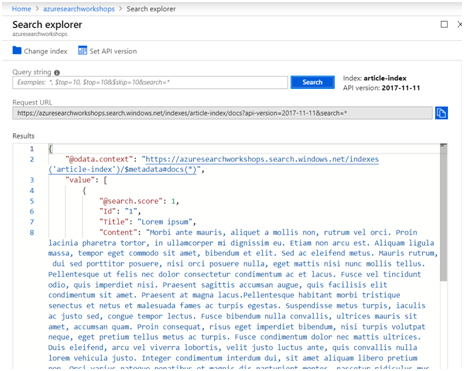 Home > azuresearchworkshops > Search explorer
Search explorer
azuresearchworkshops
Change index Set API version
Query string
Examples: *, $top=10, $top=10&$skip=10&search=*
Search
Index: article-index
API version: 2017-11-11
Request URL
https://azuresearchworkshops.search.windows.net/indexes/article-index/docs?api-version=2017-11-11&search=*
Results
1 {
2 "@odata.context": "https://azuresearchworkshops.search.windows.net/indexes
('article-index')/$metadata#docs(*)",
3 "value": [
4 {
5 "@search.score": 1,
6 "Id": "1",
7 "Title": "Lorem ipsum",
8 "Content": "Morbi ante mauris, aliquet a mollis non, rutrum vel orci. Proin
lacinia pharetra tortor, in ullamcorper mi dignissim eu. Etiam non arcu est. Aliquam ligula
massa, tempor eget commodo sit amet, bibendum et elit. Sed ac eleifend metus. Mauris rutrum,
dui sed porttitor posuere, nisi orci posuere nulla, eget mattis nisi nunc mollis tellus.
Pellentesque ut felis nec dolor consectetur condimentum ac et lacus. Fusce vel tincidunt
odio, quis imperdiet nisi. Praesent sagittis accumsan augue, quis facilisis elit
condimentum sit amet. Praesent at magna lacus.Pellentesque habitant morbi tristique
senectus et netus et malesuada fames ac turpis egestas. Suspendisse metus turpis, iaculis
ac justo sed, congue tempor lectus. Fusce bibendum nulla convallis, ultrices mauris sit
amet, accumsan quam. Proin consequat, risus eget imperdiet bibendum, nisi turpis volutpat
neque, eget pretium tellus metus ac turpis. Fusce condimentum dolor nec mattis ultrices.
Duis eleifend, arcu vel viverra lobortis, velit justo luctus ante, quis convallis nulla
lorem vehicula justo. Integer condimentum interdum dui, sit amet aliquam libero pretium
non. Orci varius natoque penatibus et magnis dis parturient montes, nascetur ridiculus mus